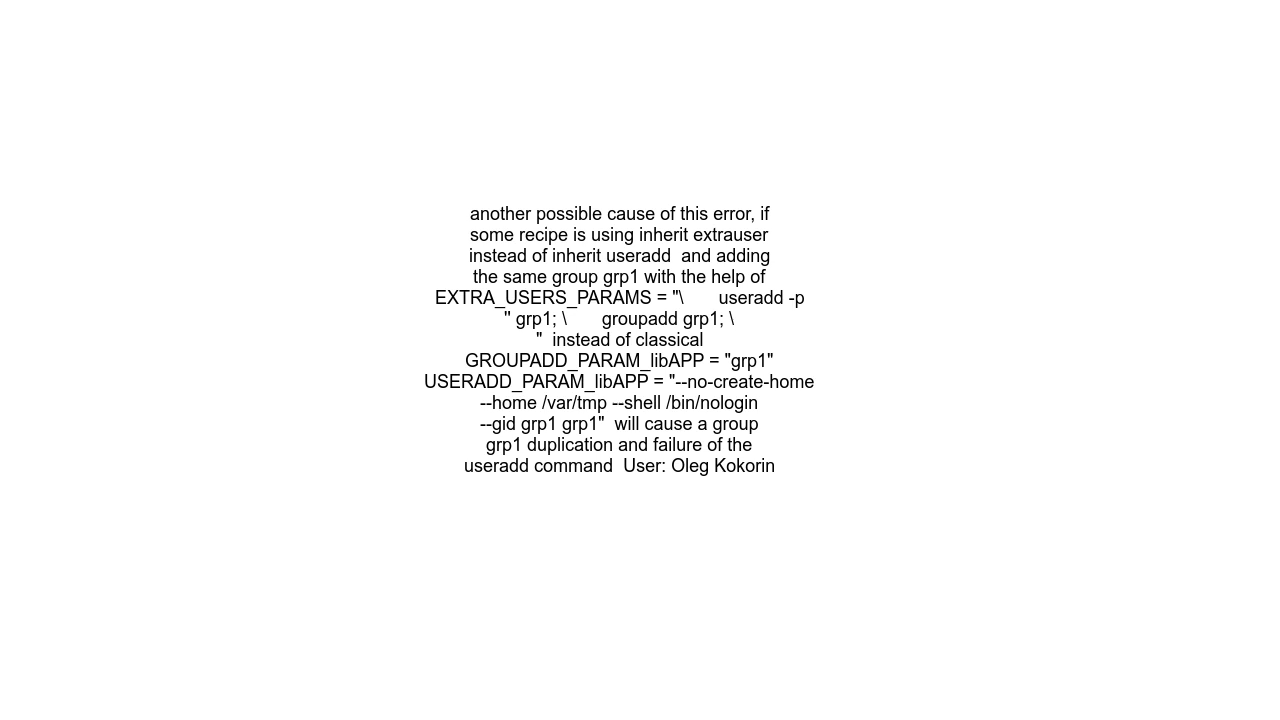 another possible cause of this error, if
some recipe is using inherit extrauser
instead of inherit useradd  and adding
the same group grp1 with the help of
EXTRA_USERS_PARAMS = "\       useradd -p
'' grp1; \       groupadd grp1; \
"  instead of classical
GROUPADD_PARAM_libAPP = "grp1"
USERADD_PARAM_libAPP = "--no-create-home
--home /var/tmp --shell /bin/nologin
--gid grp1 grp1"  will cause a group
grp1 duplication and failure of the
useradd command  User: Oleg Kokorin